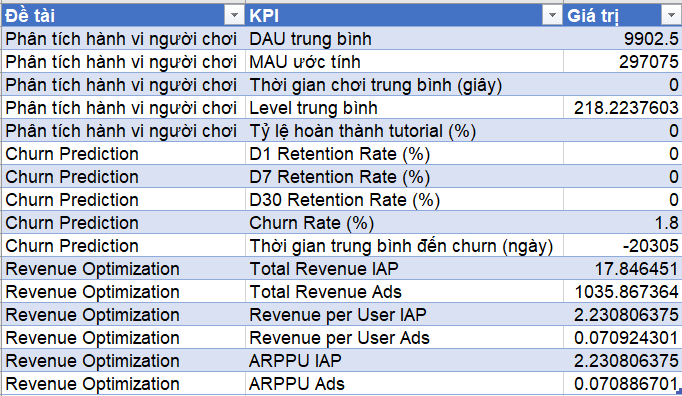 Đề tài KPI Giá trị
Phân tích hành vi người chơi DAU trung bình 9902.5
Phân tích hành vi người chơi MAU ước tính 297075
Phân tích hành vi người chơi Thời gian chơi trung bình (giây) 0
Phân tích hành vi người chơi Level trung bình 218.2237603
Phân tích hành vi người chơi Tỷ lệ hoàn thành tutorial (%) 0
Churn Prediction D1 Retention Rate (%) 0
Churn Prediction D7 Retention Rate (%) 0
Churn Prediction D30 Retention Rate (%) 0
Churn Prediction Churn Rate (%) 1.8
Churn Prediction Thời gian trung bình đến churn (ngày) -20305
Revenue Optimization Total Revenue IAP 17.846451
Revenue Optimization Total Revenue Ads 1035.867364
Revenue Optimization Revenue per User IAP 2.230806375
Revenue Optimization Revenue per User Ads 0.070924301
Revenue Optimization ARPPU IAP 2.230806375
Revenue Optimization ARPPU Ads 0.070886701